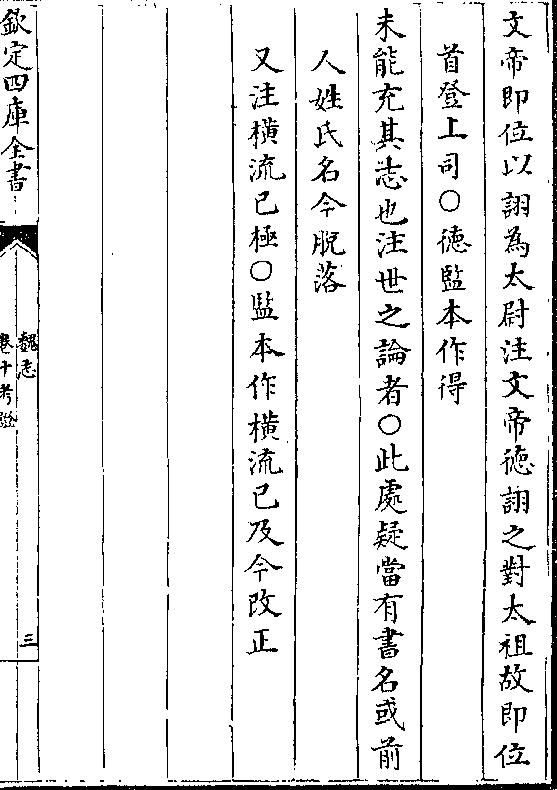 文帝即位以詡為太尉注文帝徳詡之對太祖故即位
首登上司○徳監本作得
未能充其志也注世之論者○此處疑當有書名或前
人姓氏名今脫落
又注橫流已極○監本作橫流已及今改正
欽定四庫全書
魏志
卷十考證
三